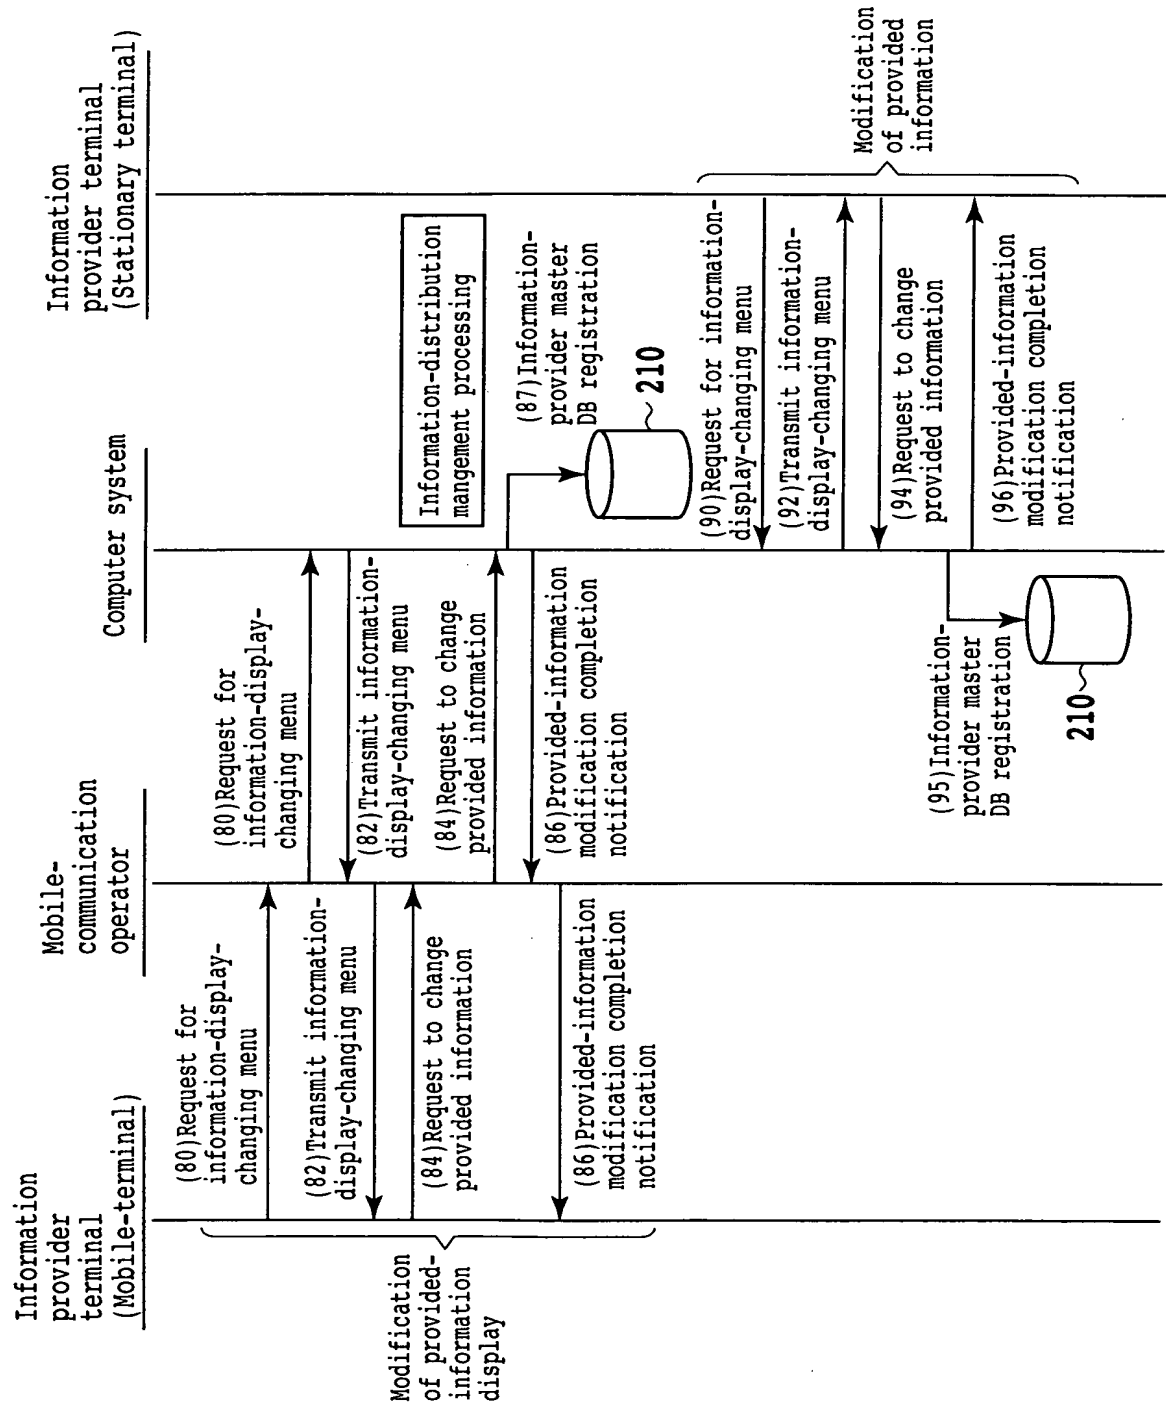 Information
provider
terminal
(Mobile-terminal)
Mobile-
communication
operator
Computer system
Information
provider terminal
(Stationary terminal)
(80)Request for
information-display-
changing menu
(80)Request for
information-display-
changing menu
(82)Transmit information-
display-changing menu
(82)Transmit information-
display-changing menu
(84)Request to change
provided information
(84)Request to change
provided information
(86)Provided-information
modification completion
notification
(86)Provided-information
modification completion
notification
Modification
of provided-
information
display
Information-distribution
mangement processing
(87)Information-
provider master
DB registration
210
(90)Request for information-
display-changing menu
(92)Transmit information-
display-changing menu
(94)Request to change
provided information
(95)Information-
provider master
DB registration
210
(96)Provided-information
modification completion
notification
Modification
of provided
information